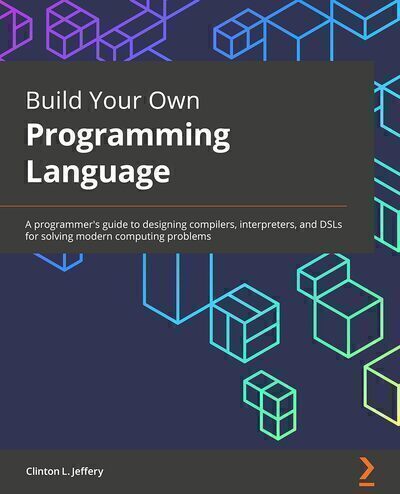 Build Your Own
Programming
Language
A programmer's guide to designing compilers, interpreters, and DSLs
for solving modern computing problems
Clinton L. Jeffery